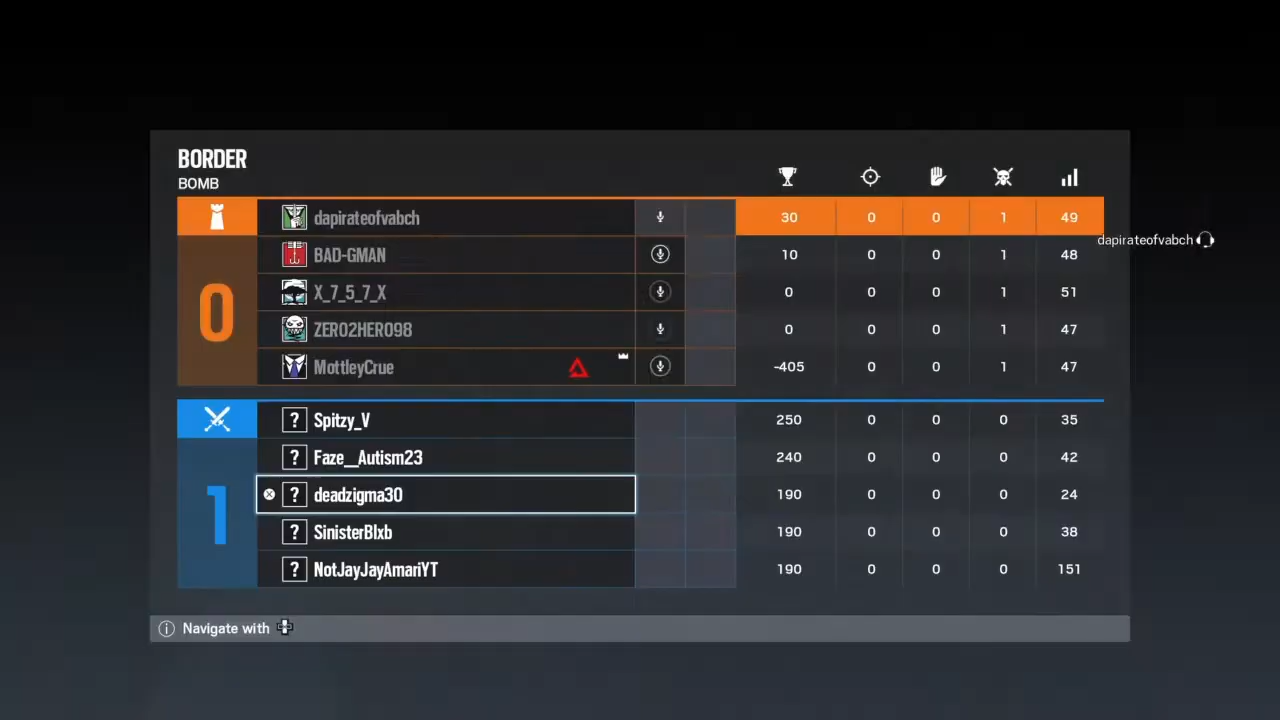 BORDER
BOMB
dapirateofvabch 30 0 0 1 49
dapirateofvabch
BAD-GMAN 10 0 0 1 48
0
X_7_5_7_X 0 0 0 1 51
ZERO2HERO98 0 0 0 1 47
MottleyCrue -405 0 0 1 47
? Spitzy_V 250 0 0 0 35
? Faze__Autism23 240 0 0 0 42
1
? deadzigma30 190 0 0 0 24
? SinisterBlxb 190 0 0 0 38
? NotJayJayAmariYT 190 0 0 0 151
Navigate with